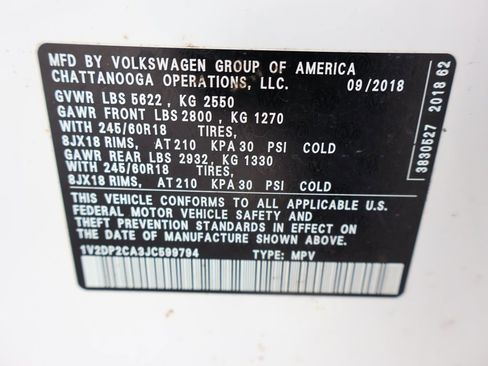 MFD BY VOLKSWAGEN GROUP OF AMERICA
CHATTANOOGA OPERATIONS, LLC. 09/2018
GVWR LBS 5622 , KG 2550
GAWR FRONT LBS 2800 , KG 1270
WITH 245/60R18 TIRES,
8JX18 RIMS, AT 210 KPA 30 PSI COLD
GAWR REAR LBS 2932 , KG 1330
WITH 245/60R18 TIRES,
8JX18 RIMS, AT 210 KPA 30 PSI COLD
THIS VEHICLE CONFORMS TO ALL APPLICABLE U.S.
FEDERAL MOTOR VEHICLE SAFETY AND
THEFT PREVENTION STANDARDS IN EFFECT ON
THE DATE OF MANUFACTURE SHOWN ABOVE.
1V2DP2CA3JC599794 TYPE: MPV
3830527 2018 62